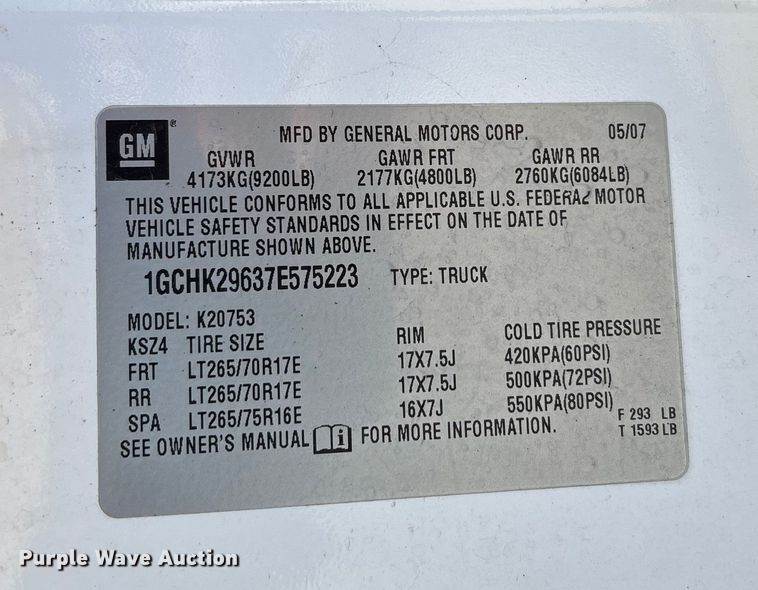 GM ®
MFD BY GENERAL MOTORS CORP. 05/07
GVWR GAWR FRT GAWR RR
4173KG(9200LB) 2177KG(4800LB) 2760KG(6084LB)
THIS VEHICLE CONFORMS TO ALL APPLICABLE U.S. FEDERAL MOTOR
VEHICLE SAFETY STANDARDS IN EFFECT ON THE DATE OF
MANUFACTURE SHOWN ABOVE.
1GCHK29637E575223 TYPE: TRUCK
MODEL: K20753
KSZ4 TIRE SIZE RIM COLD TIRE PRESSURE
FRT LT265/70R17E 17X7.5J 420KPA(60PSI)
RR LT265/70R17E 17X7.5J 500KPA(72PSI)
SPA LT265/75R16E 16X7J 550KPA(80PSI)
F 293 LB
T 1593 LB
SEE OWNER'S MANUAL i FOR MORE INFORMATION.
Purple Wave Auction